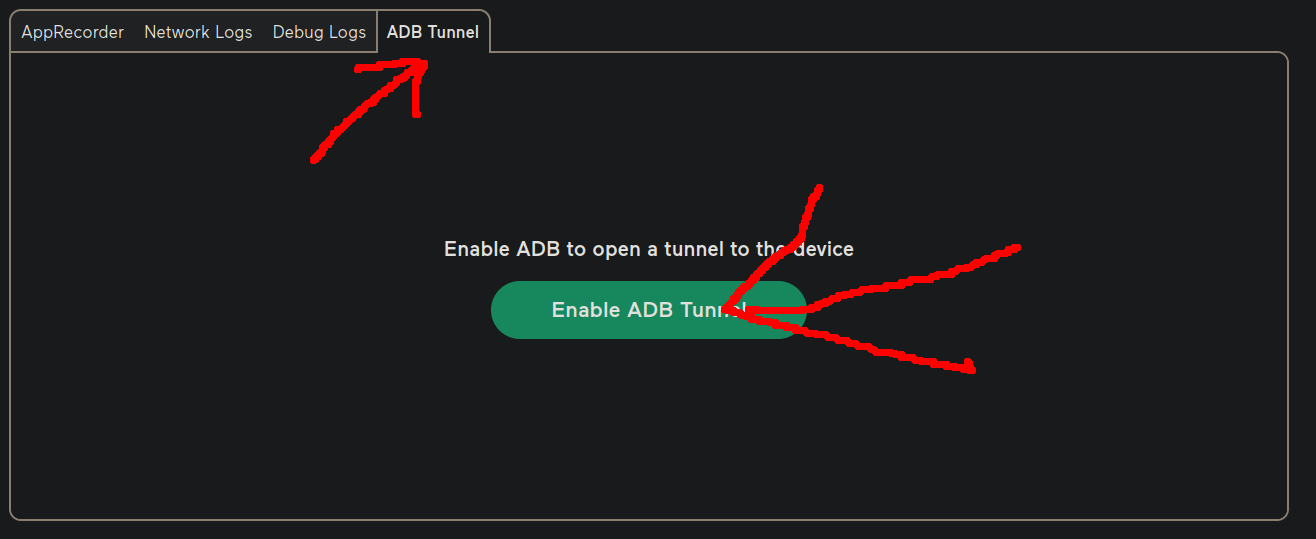 AppRecorder Network Logs Debug Logs ADB Tunnel
Enable ADB to open a tunnel to the device
Enable ADB Tunnel